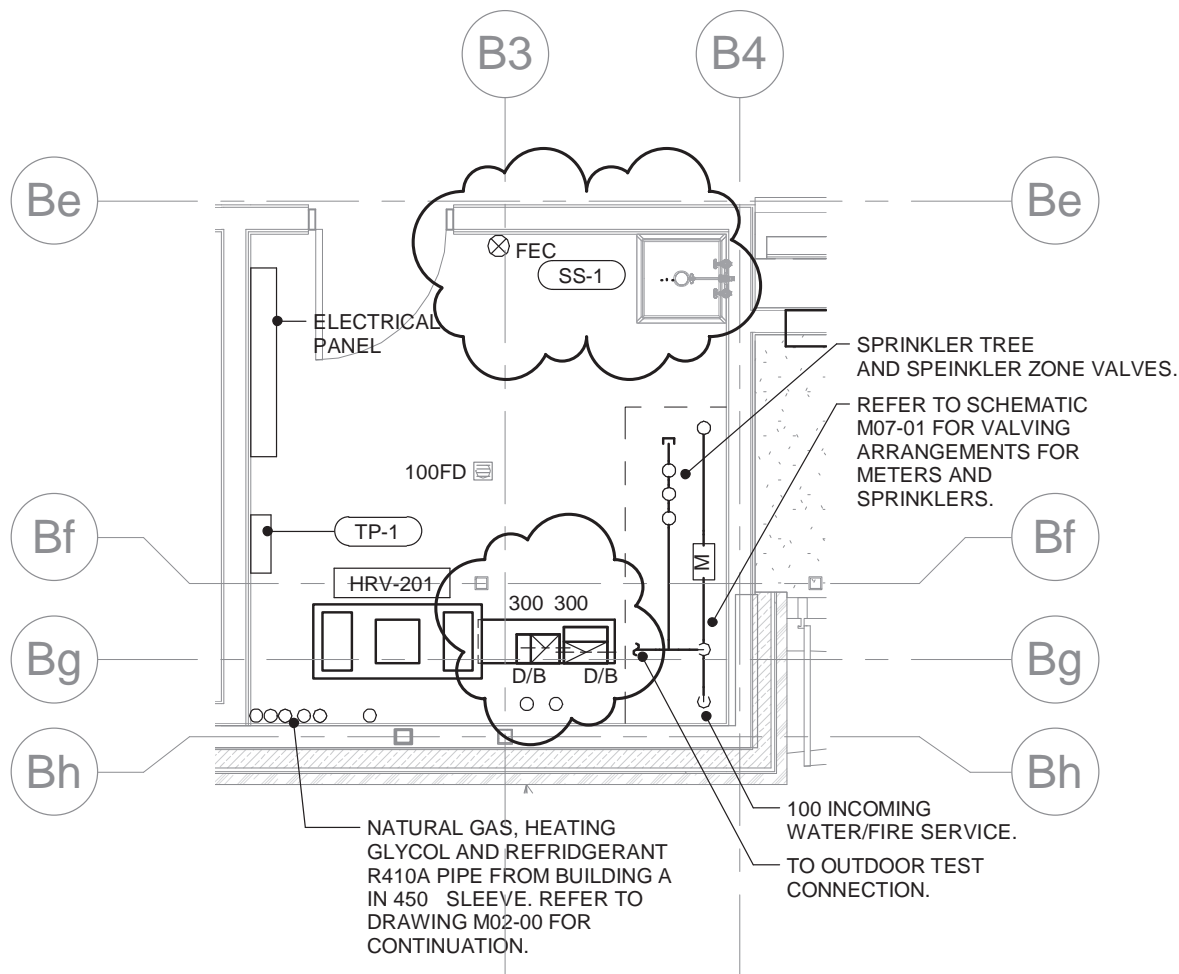 B3
B4
Be
Be
FEC
SS-1
ELECTRICAL
PANEL
SPRINKLER TREE
AND SPEINKLER ZONE VALVES.
REFER TO SCHEMATIC
M07-01 FOR VALVING
ARRANGEMENTS FOR
METERS AND
SPRINKLERS.
100FD
TP-1
Bf
Bf
M
HRV-201
300 300
Bg
Bg
D/B D/B
Bh
Bh
100 INCOMING
WATER/FIRE SERVICE.
TO OUTDOOR TEST
CONNECTION.
NATURAL GAS, HEATING
GLYCOL AND REFRIDGERANT
R410A PIPE FROM BUILDING A
IN 450 SLEEVE. REFER TO
DRAWING M02-00 FOR
CONTINUATION.